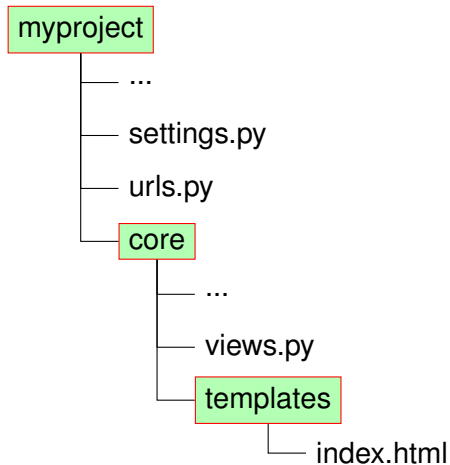 myproject
...
settings.py
urls.py
core
...
views.py
templates
index.html